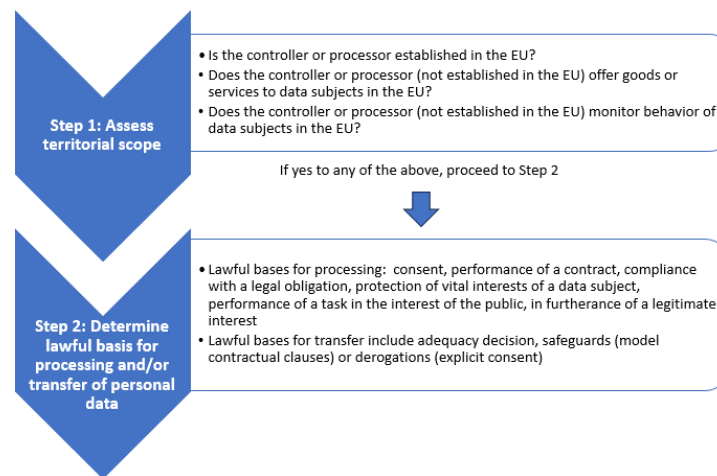 Step 1: Assess
territorial scope
• Is the controller or processor established in the EU?
• Does the controller or processor (not established in the EU) offer goods or
services to data subjects in the EU?
• Does the controller or processor (not established in the EU) monitor behavior of
data subjects in the EU?
If yes to any of the above, proceed to Step 2
Step 2: Determine
lawful basis for
processing and/or
transfer of personal
data
• Lawful bases for processing:  consent, performance of a contract, compliance
with a legal obligation, protection of vital interests of a data subject,
performance of a task in the interest of the public, in furtherance of a legitimate
interest
• Lawful bases for transfer include adequacy decision, safeguards (model
contractual clauses) or derogations (explicit consent)